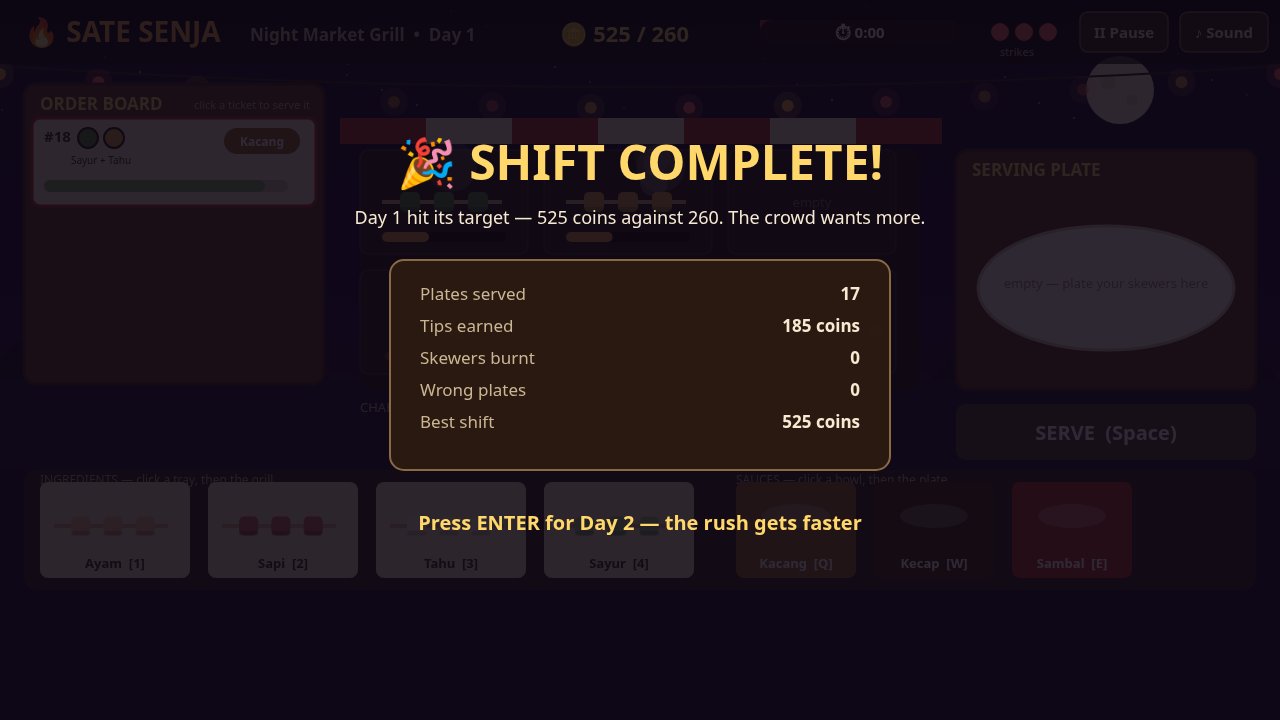 🔥 SATE SENJA
Night Market Grill • Day 1
525 / 260
⏱ 0:00
strikes
II Pause
♪ Sound
ORDER BOARD
click a ticket to serve it
#18
Kacang
Sayur + Tahu
🎉 SHIFT COMPLETE!
Day 1 hit its target — 525 coins against 260. The crowd wants more.
empty
SERVING PLATE
empty — plate your skewers here
Plates served 17
Tips earned 185 coins
Skewers burnt 0
Wrong plates 0
Best shift 525 coins
SERVE (Space)
INGREDIENTS — click a tray, then the grill
SAUCES — click a bowl, then the plate
Press ENTER for Day 2 — the rush gets faster
Ayam [1]
Sapi [2]
Tahu [3]
Sayur [4]
Kacang [Q]
Kecap [W]
Sambal [E]